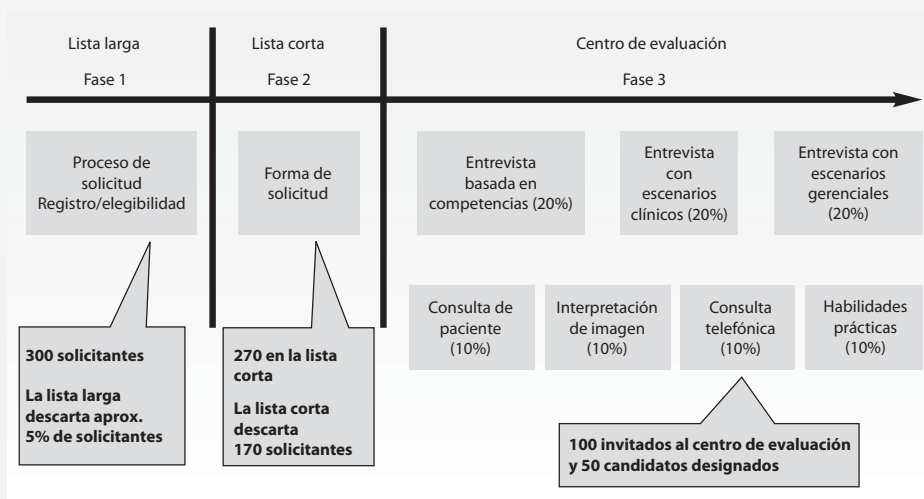 Lista larga
Fase 1
Lista corta
Fase 2
Centro de evaluación
Fase 3
Proceso de
solicitud
Registro/elegibilidad
Forma de
solicitud
Entrevista
basada en
competencias (20%)
Entrevista
con
escenarios
clínicos (20%)
Entrevista con
escenarios
gerenciales
(20%)
Consulta de
paciente
(10%)
Interpretación
de imagen
(10%)
Consulta
telefónica
(10%)
Habilidades
prácticas
(10%)
300 solicitantes
La lista larga
descarta aprox.
5% de solicitantes
270 en la lista
corta
La lista corta
descarta
170 solicitantes
100 invitados al centro de evaluación
y 50 candidatos designados